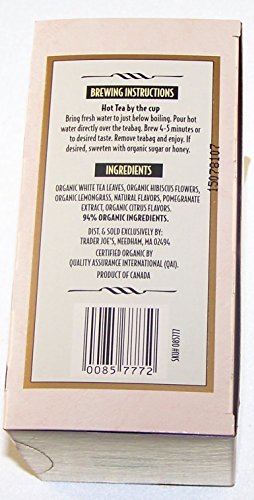 BREWING INSTRUCTIONS
Hot Tea by the cup
Bring fresh water to just below boiling. Pour hot
water directly over the teabag. Brew 4-5 minutes or
to desired taste. Remove teabag and enjoy. If
desired, sweeten with organic sugar or honey.
INGREDIENTS
ORGANIC WHITE TEA LEAVES, ORGANIC HIBISCUS FLOWERS,
ORGANIC LEMONGRASS, NATURAL FLAVORS, POMEGRANATE
EXTRACT, ORGANIC CITRUS FLAVORS.
94% ORGANIC INGREDIENTS.
DIST. & SOLD EXCLUSIVELY BY:
TRADER JOE'S, NEEDHAM, MA 02494
CERTIFIED ORGANIC BY
QUALITY ASSURANCE INTERNATIONAL (QAI).
PRODUCT OF CANADA
0085 7772
SKU# 085777
15078107